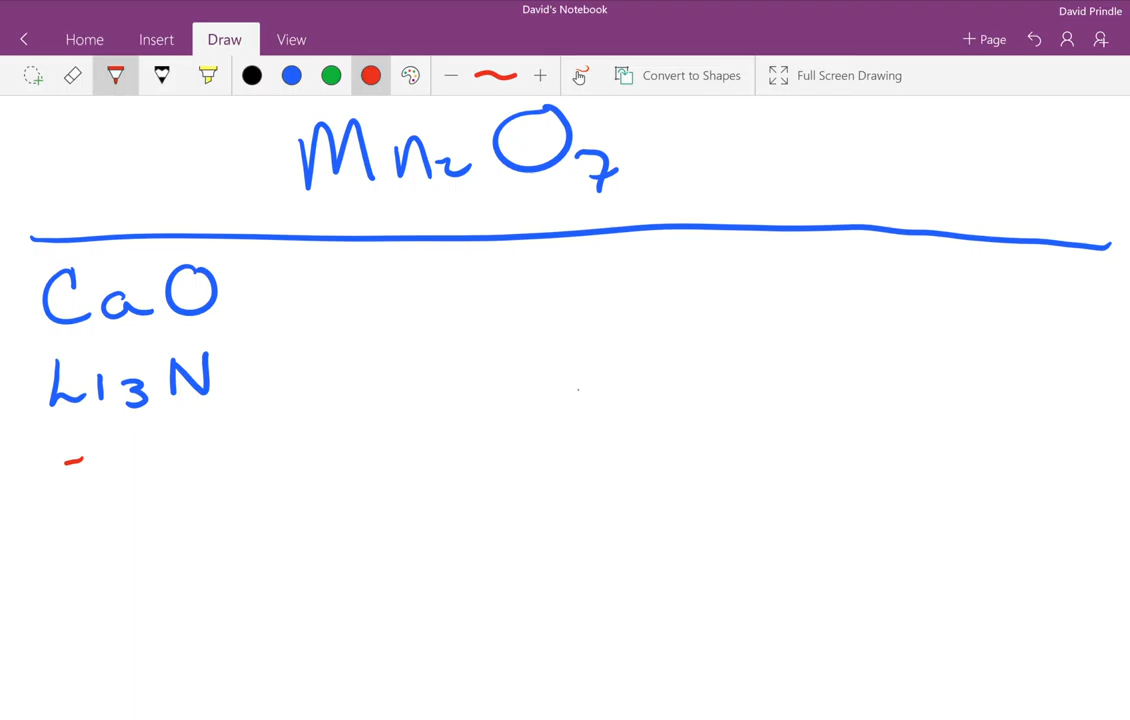 David's Notebook
David Prindle
Home Insert Draw View + Page
Convert to Shapes Full Screen Drawing
Mn₂O₇
CaO
Li₃N